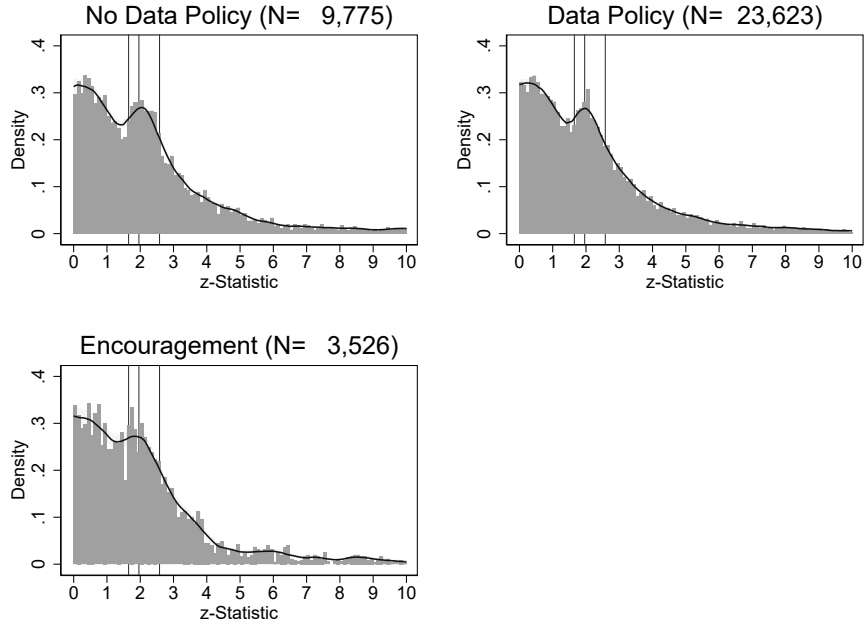 No Data Policy (N= 9,775)
.4
.3
.2
.1
0
Density
0 1 2 3 4 5 6 7 8 9 10
z-Statistic
Data Policy (N= 23,623)
.4
.3
.2
.1
0
Density
0 1 2 3 4 5 6 7 8 9 10
z-Statistic
Encouragement (N= 3,526)
.4
.3
.2
.1
0
Density
0 1 2 3 4 5 6 7 8 9 10
z-Statistic